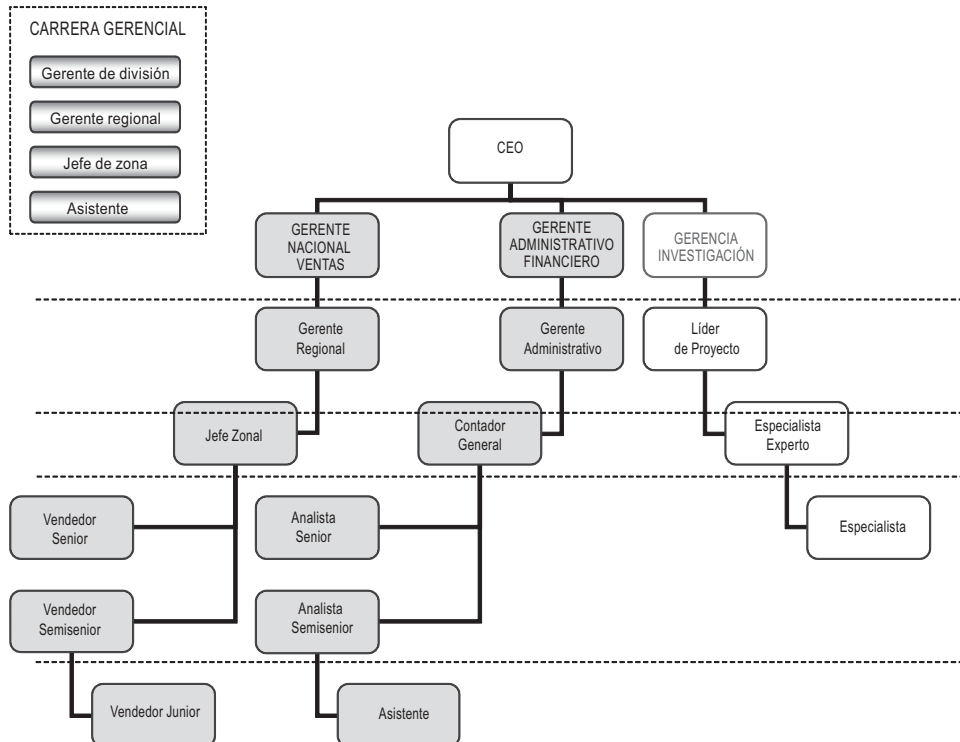 CARRERA GERENCIAL
Gerente de división
Gerente regional
Jefe de zona
Asistente
CEO
GERENTE
NACIONAL
VENTAS
GERENTE
ADMINISTRATIVO
FINANCIERO
GERENCIA
INVESTIGACIÓN
Gerente
Regional
Gerente
Administrativo
Líder
de Proyecto
Jefe Zonal
Contador
General
Especialista
Experto
Vendedor
Senior
Analista
Senior
Especialista
Vendedor
Semisenior
Analista
Semisenior
Vendedor Junior
Asistente